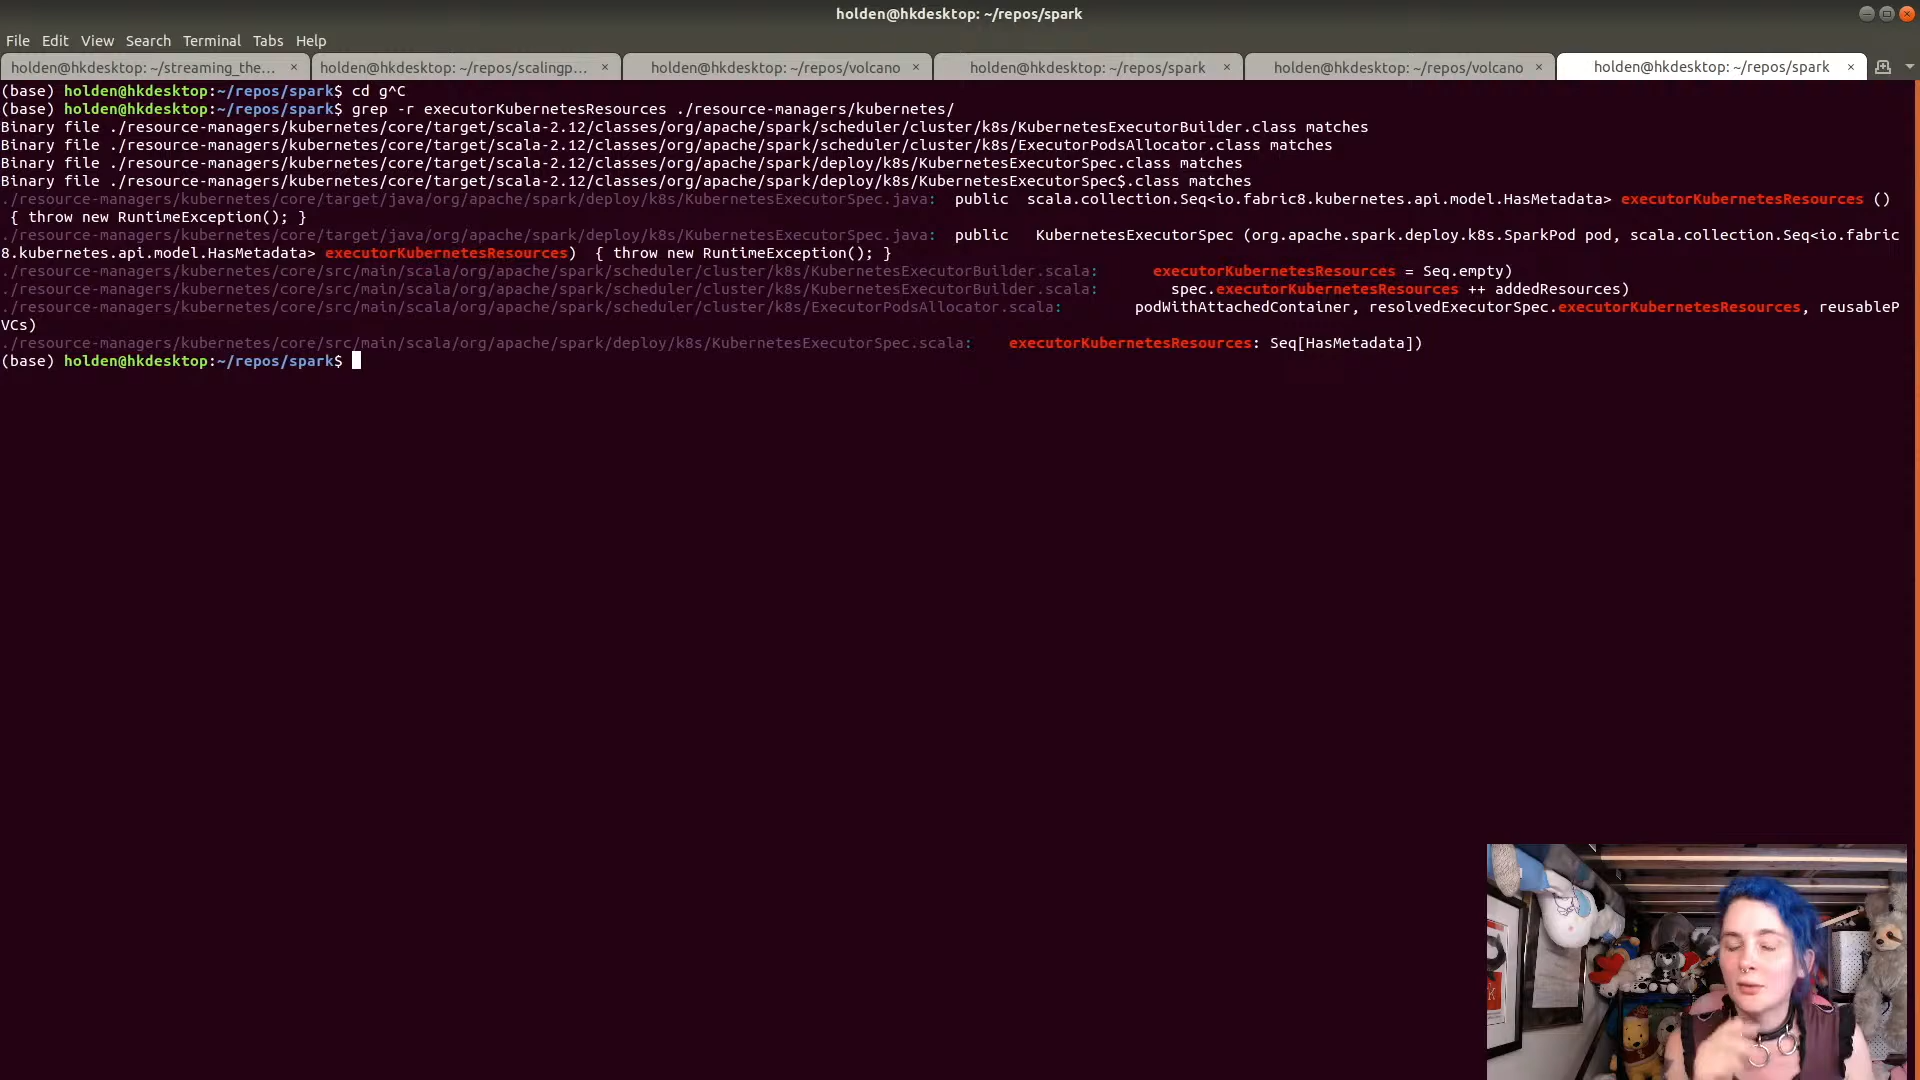 holden@hkdesktop: ~/repos/spark
File Edit View Search Terminal Tabs Help
holden@hkdesktop: ~/streaming_the... × holden@hkdesktop: ~/repos/scalingp... × holden@hkdesktop: ~/repos/volcano × holden@hkdesktop: ~/repos/spark × holden@hkdesktop: ~/repos/volcano × holden@hkdesktop: ~/repos/spark ×
(base) holden@hkdesktop:~/repos/spark$ cd g^C
(base) holden@hkdesktop:~/repos/spark$ grep -r executorKubernetesResources ./resource-managers/kubernetes/
Binary file ./resource-managers/kubernetes/core/target/scala-2.12/classes/org/apache/spark/scheduler/cluster/k8s/KubernetesExecutorBuilder.class matches
Binary file ./resource-managers/kubernetes/core/target/scala-2.12/classes/org/apache/spark/scheduler/cluster/k8s/ExecutorPodsAllocator.class matches
Binary file ./resource-managers/kubernetes/core/target/scala-2.12/classes/org/apache/spark/deploy/k8s/KubernetesExecutorSpec.class matches
Binary file ./resource-managers/kubernetes/core/target/scala-2.12/classes/org/apache/spark/deploy/k8s/KubernetesExecutorSpec$.class matches
./resource-managers/kubernetes/core/target/java/org/apache/spark/deploy/k8s/KubernetesExecutorSpec.java:  public  scala.collection.Seq<io.fabric8.kubernetes.api.model.HasMetadata> executorKubernetesResources ()
 { throw new RuntimeException(); }
./resource-managers/kubernetes/core/target/java/org/apache/spark/deploy/k8s/KubernetesExecutorSpec.java:  public   KubernetesExecutorSpec (org.apache.spark.deploy.k8s.SparkPod pod, scala.collection.Seq<io.fabric
8.kubernetes.api.model.HasMetadata> executorKubernetesResources)  { throw new RuntimeException(); }
./resource-managers/kubernetes/core/src/main/scala/org/apache/spark/scheduler/cluster/k8s/KubernetesExecutorBuilder.scala:      executorKubernetesResources = Seq.empty)
./resource-managers/kubernetes/core/src/main/scala/org/apache/spark/scheduler/cluster/k8s/KubernetesExecutorBuilder.scala:        spec.executorKubernetesResources ++ addedResources)
./resource-managers/kubernetes/core/src/main/scala/org/apache/spark/scheduler/cluster/k8s/ExecutorPodsAllocator.scala:        podWithAttachedContainer, resolvedExecutorSpec.executorKubernetesResources, reusableP
VCs)
./resource-managers/kubernetes/core/src/main/scala/org/apache/spark/deploy/k8s/KubernetesExecutorSpec.scala:    executorKubernetesResources: Seq[HasMetadata])
(base) holden@hkdesktop:~/repos/spark$